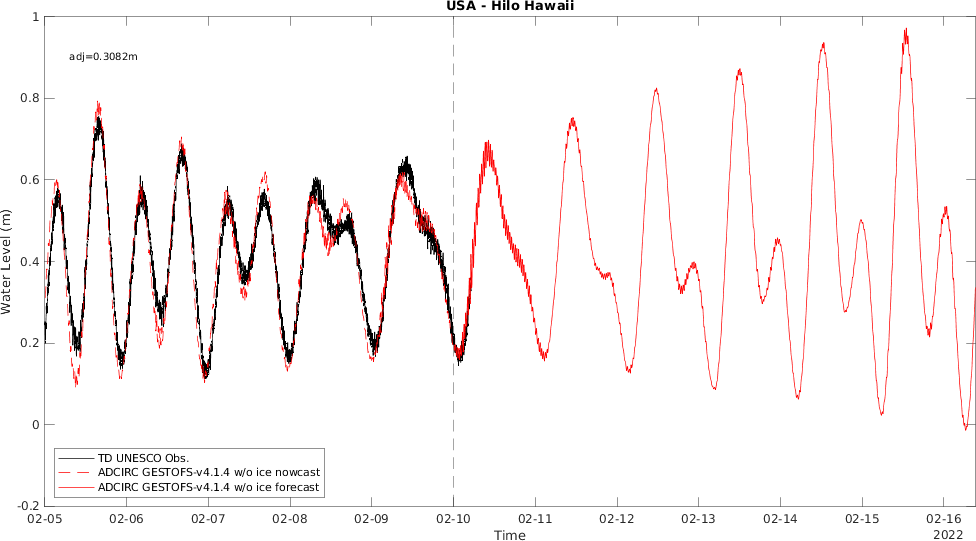 USA - Hilo Hawaii
adj=0.3082m
1
0.8
0.6
0.4
0.2
0
-0.2
Water Level (m)
TD UNESCO Obs.
ADCIRC GESTOFS-v4.1.4 w/o ice nowcast
ADCIRC GESTOFS-v4.1.4 w/o ice forecast
02-05 02-06 02-07 02-08 02-09 02-10 02-11 02-12 02-13 02-14 02-15 02-16
Time
2022